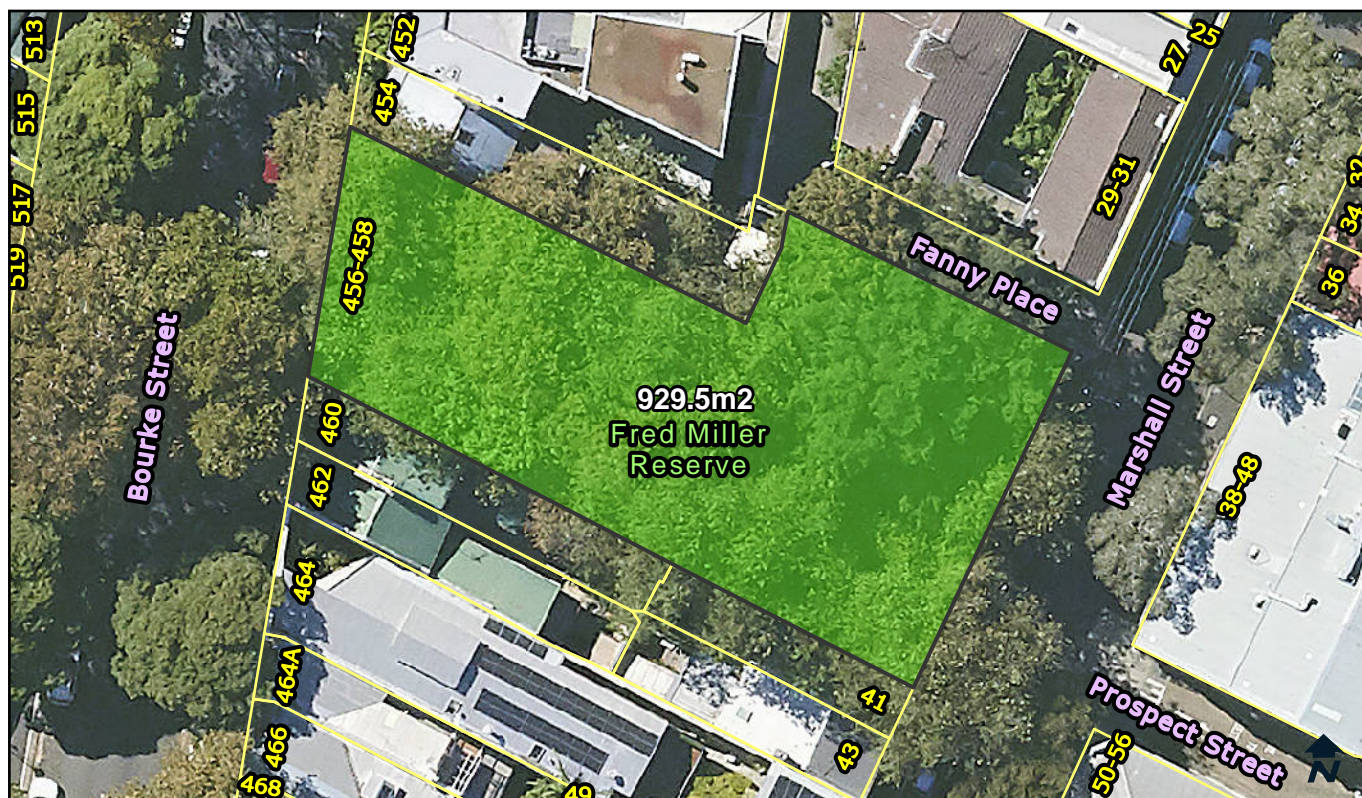 513
515
517
519
452
454
25
27
29-31
32
34
36
456-458
Fanny Place
Bourke Street
Marshall Street
929.5m2
Fred Miller
Reserve
460
462
464
464A
466
468
38-48
41
43
49
Prospect Street
50-56
N